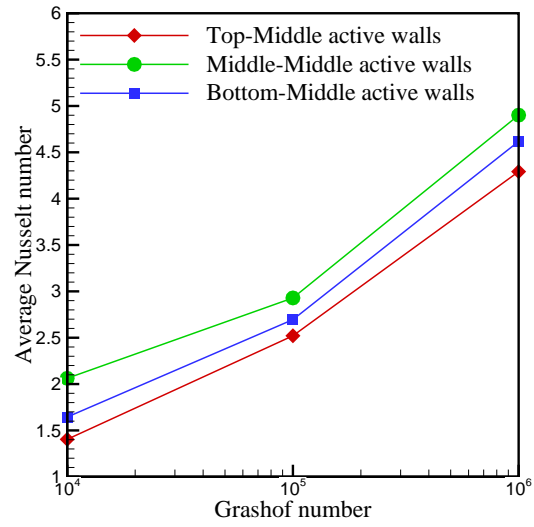 6
5.5
5
4.5
4
3.5
3
2.5
2
1.5
1
Average Nusselt number
Top-Middle active walls
Middle-Middle active walls
Bottom-Middle active walls
10⁴
10⁵
10⁶
Grashof number